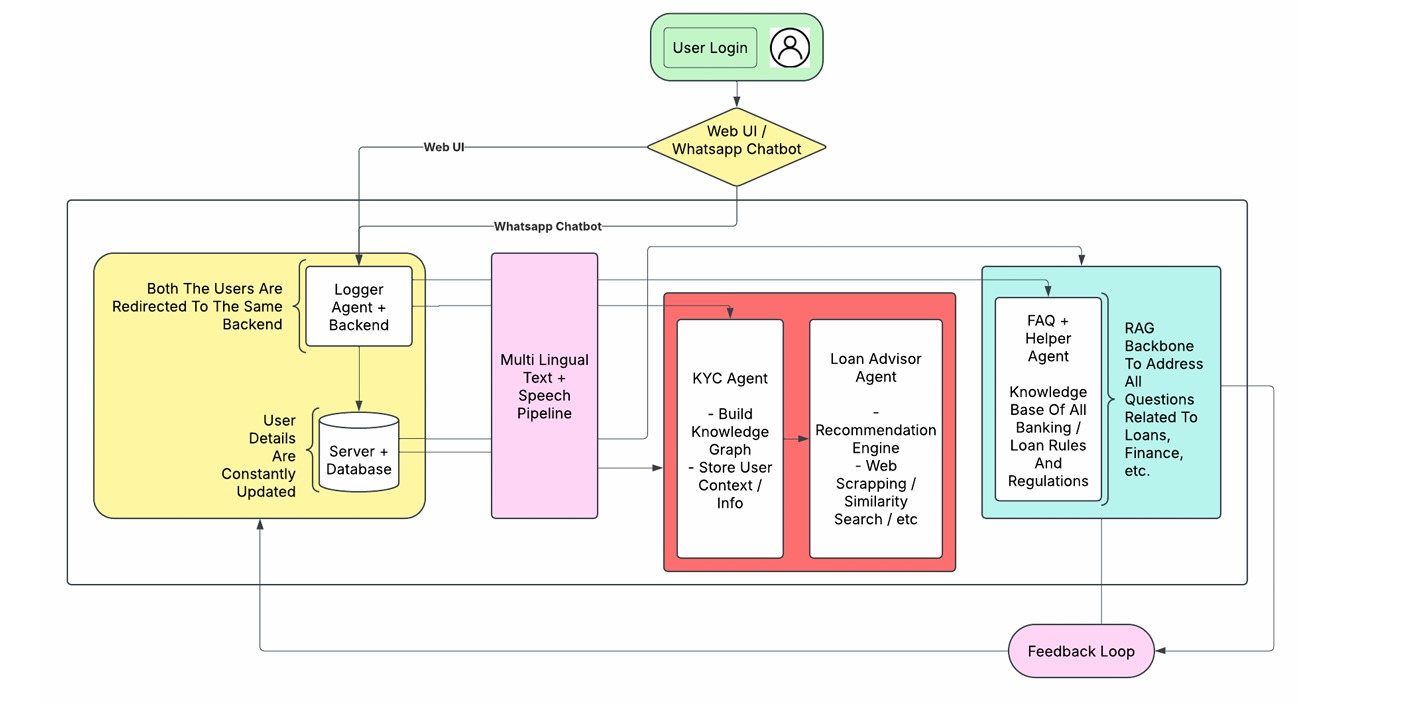 User Login
Web UI /
Whatsapp Chatbot
Web UI
Whatsapp Chatbot
Both The Users Are
Redirected To The Same
Backend
Logger
Agent +
Backend
User
Details
Are
Constantly
Updated
Server +
Database
Multi Lingual
Text +
Speech
Pipeline
KYC Agent
- Build
Knowledge
Graph
- Store User
Context /
Info
Loan Advisor
Agent
-
Recommendation
Engine
- Web
Scrapping /
Similarity
Search / etc
FAQ +
Helper
Agent
Knowledge
Base Of All
Banking /
Loan Rules
And
Regulations
RAG
Backbone
To Address
All
Questions
Related To
Loans,
Finance,
etc.
Feedback Loop